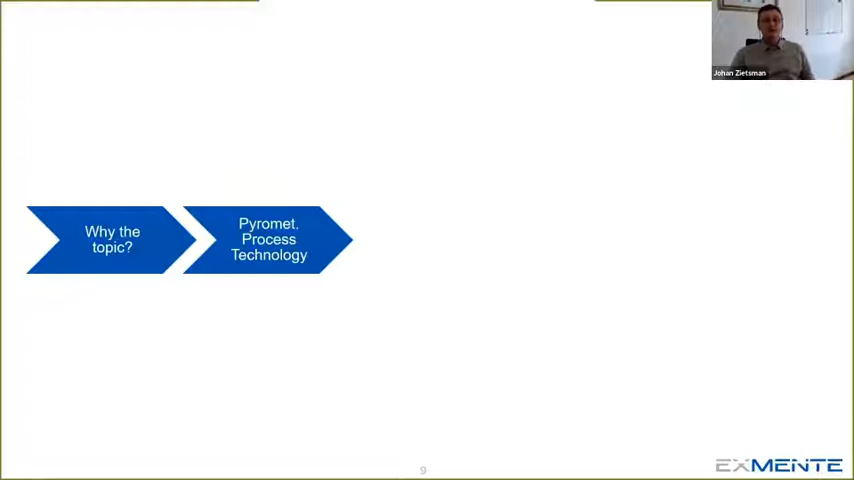 Johan Zietsman
Why the
topic?
Pyromet.
Process
Technology
9
EXMENTE